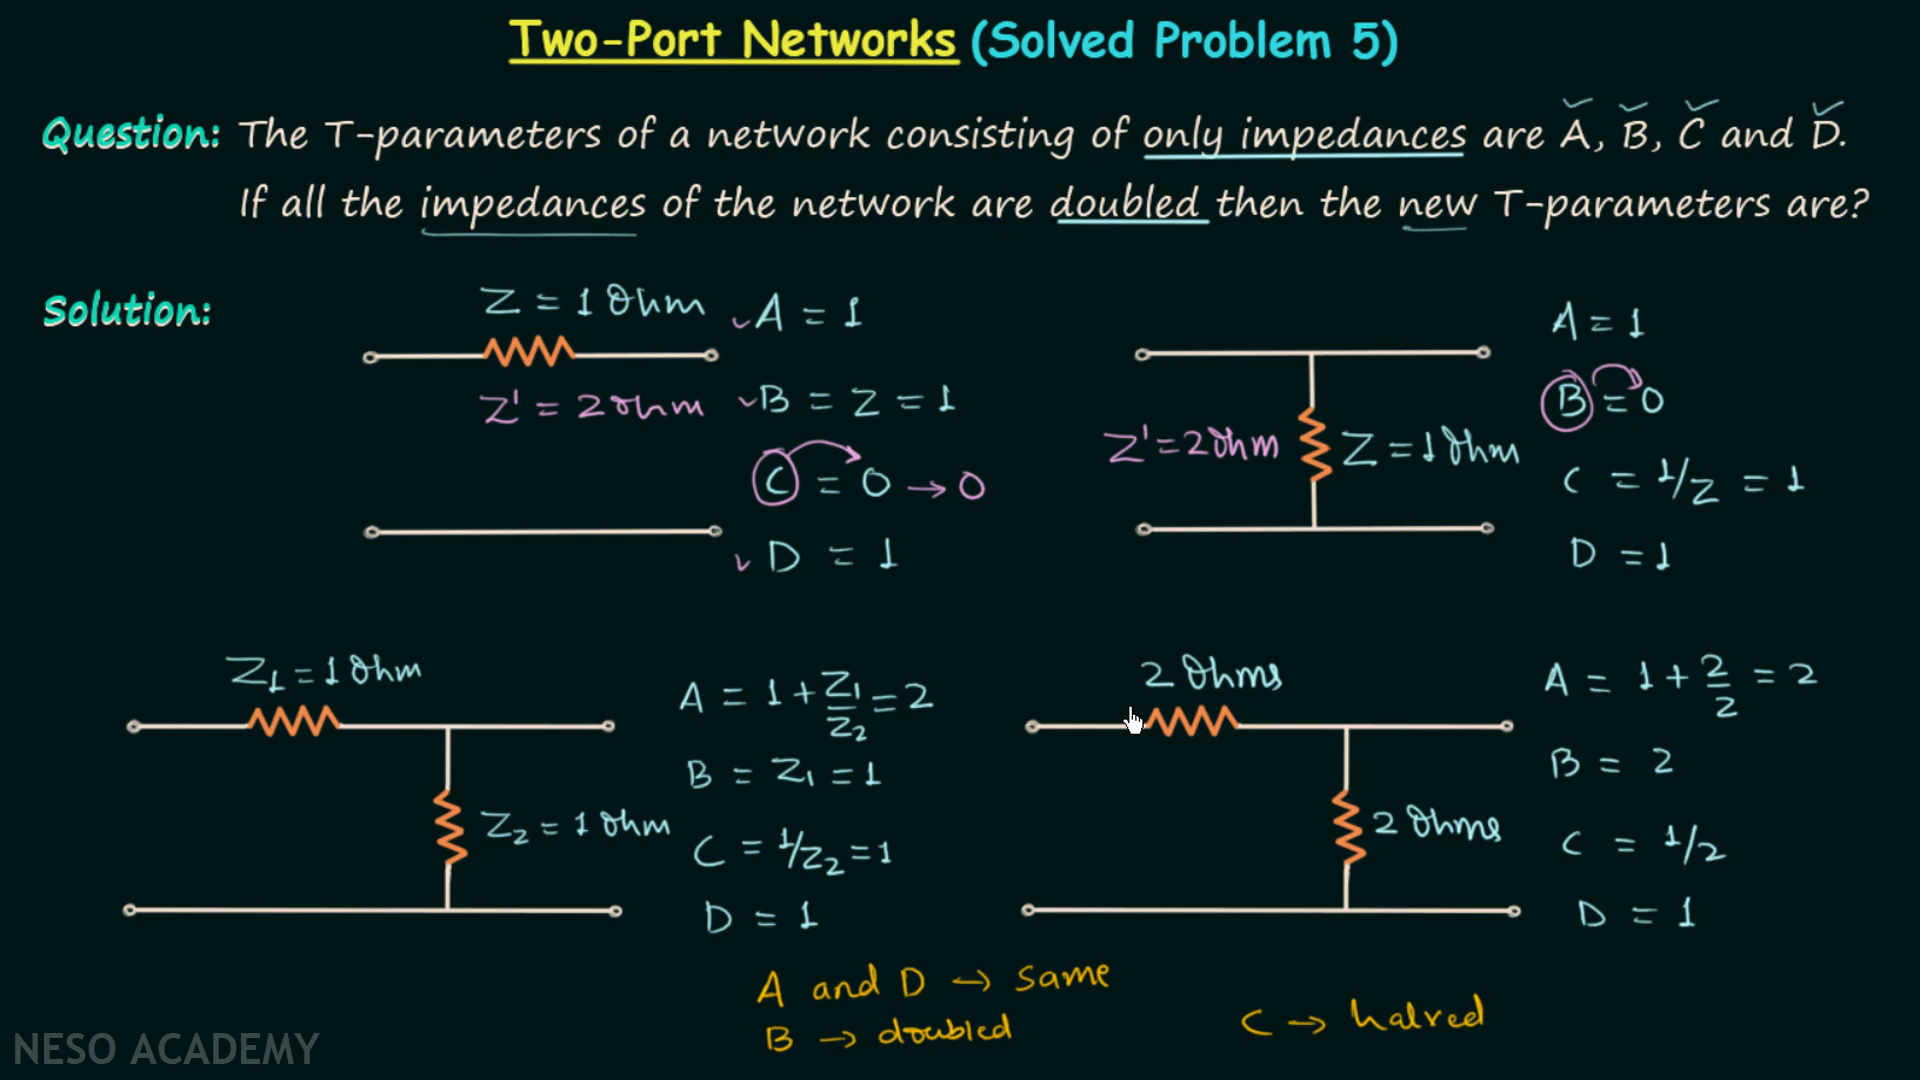 Two-Port Networks (Solved Problem 5)
Question: The T-parameters of a network consisting of only impedances are A, B, C and D.
If all the impedances of the network are doubled then the new T-parameters are?
Solution:
Z = 1 Ohm
Z' = 2 Ohm
A = 1
B = Z = 1
C = 0 → 0
D = 1
Z' = 2 Ohm
Z = 1 Ohm
A = 1
B = 0
C = 1/Z = 1
D = 1
Z1 = 1 Ohm
Z2 = 1 Ohm
A = 1 + Z1/Z2 = 2
B = Z1 = 1
C = 1/Z2 = 1
D = 1
2 Ohms
2 Ohms
A = 1 + 2/2 = 2
B = 2
C = 1/2
D = 1
A and D → same
B → doubled
C → halved
NESO ACADEMY